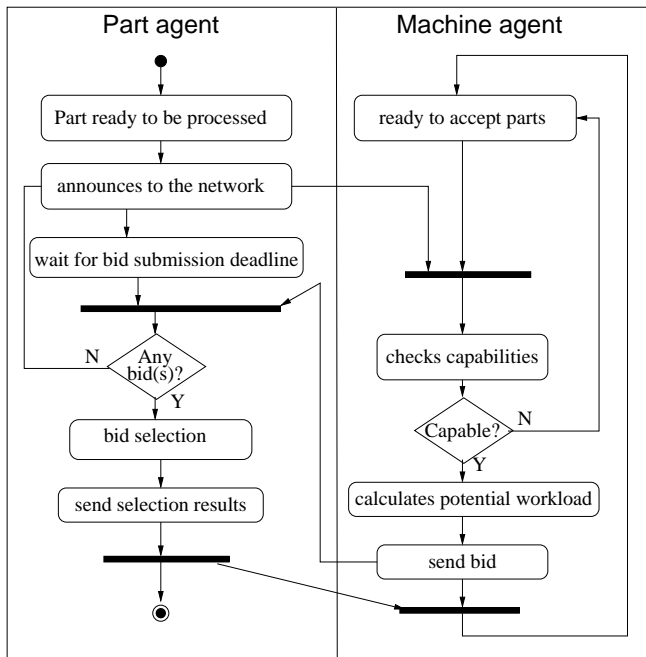 Part agent
Part ready to be processed
announces to the network
wait for bid submission deadline
N
Any
bid(s)?
Y
bid selection
send selection results
Machine agent
ready to accept parts
checks capabilities
Capable?
N
Y
calculates potential workload
send bid